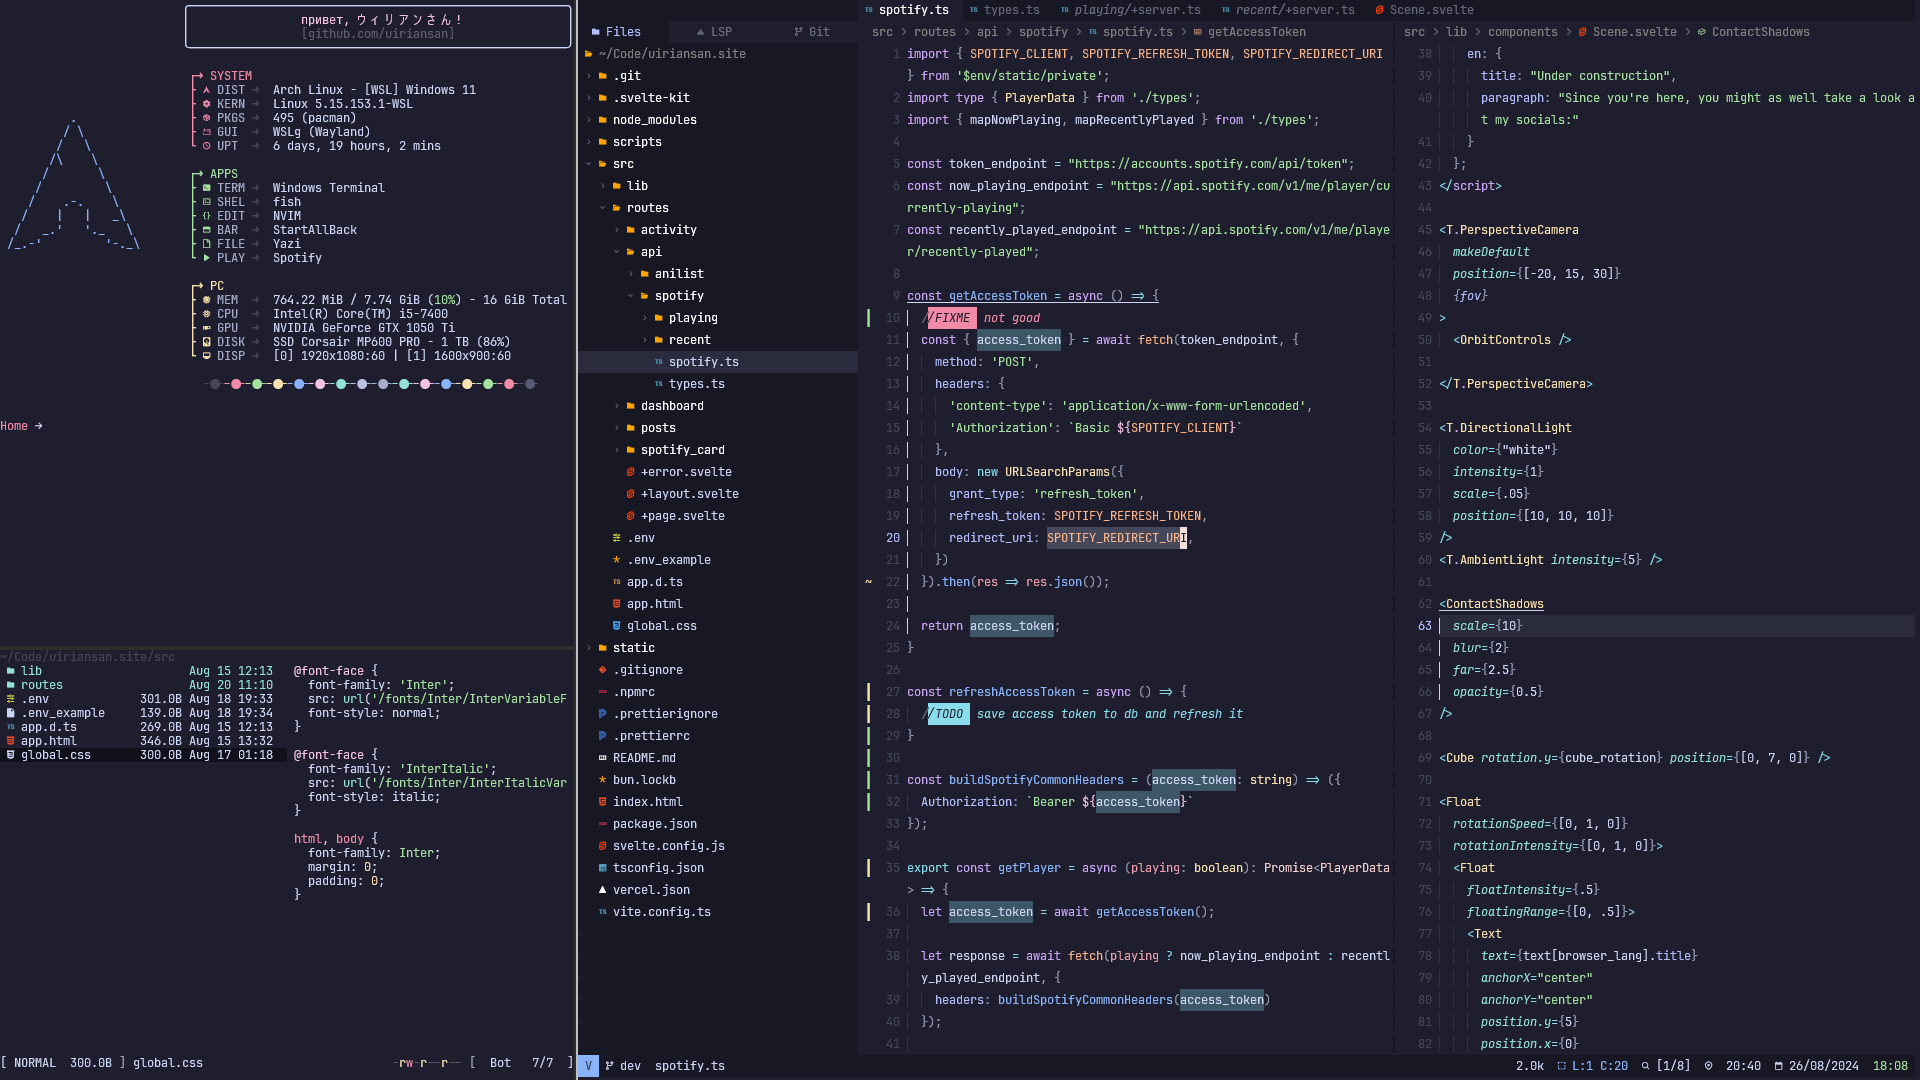 привет, ウィリアンさん!
[github.com/uiriansan]
SYSTEM
DIST → Arch Linux - [WSL] Windows 11
KERN → Linux 5.15.153.1-WSL
PKGS → 495 (pacman)
GUI → WSLg (Wayland)
UPT → 6 days, 19 hours, 2 mins
APPS
TERM → Windows Terminal
SHEL → fish
EDIT → NVIM
BAR → StartAllBack
FILE → Yazi
PLAY → Spotify
PC
MEM → 764.22 MiB / 7.74 GiB (10%) - 16 GiB Total
CPU → Intel(R) Core(TM) i5-7400
GPU → NVIDIA GeForce GTX 1050 Ti
DISK → SSD Corsair MP600 PRO - 1 TB (86%)
DISP → [0] 1920x1080:60 | [1] 1600x900:60
Home →
~/Code/uiriansan.site/src
lib Aug 15 12:13
routes Aug 20 11:10
.env 301.0B Aug 18 19:33
.env_example 139.0B Aug 18 19:34
app.d.ts 269.0B Aug 15 12:13
app.html 346.0B Aug 15 13:32
global.css 300.0B Aug 17 01:18
@font-face {
font-family: 'Inter';
src: url('/fonts/Inter/InterVariableF
font-style: normal;
}
@font-face {
font-family: 'InterItalic';
src: url('/fonts/Inter/InterItalicVar
font-style: italic;
}
html, body {
font-family: Inter;
margin: 0;
padding: 0;
}
[ NORMAL 300.0B ] global.css -rw-r--r-- [ Bot 7/7 ]
Files LSP Git
~/Code/uiriansan.site
.git
.svelte-kit
node_modules
scripts
src
lib
routes
activity
api
anilist
spotify
playing
recent
TS spotify.ts
TS types.ts
dashboard
posts
spotify_card
+error.svelte
+layout.svelte
+page.svelte
.env
.env_example
TS app.d.ts
app.html
global.css
static
.gitignore
.npmrc
.prettierignore
.prettierrc
README.md
bun.lockb
index.html
package.json
svelte.config.js
tsconfig.json
vercel.json
TS vite.config.ts
TS spotify.ts TS types.ts TS playing/+server.ts TS recent/+server.ts Scene.svelte
src > routes > api > spotify > TS spotify.ts > getAccessToken
1 import { SPOTIFY_CLIENT, SPOTIFY_REFRESH_TOKEN, SPOTIFY_REDIRECT_URI
} from '$env/static/private';
2 import type { PlayerData } from './types';
3 import { mapNowPlaying, mapRecentlyPlayed } from './types';
4
5 const token_endpoint = "https://accounts.spotify.com/api/token";
6 const now_playing_endpoint = "https://api.spotify.com/v1/me/player/cu
rrently-playing";
7 const recently_played_endpoint = "https://api.spotify.com/v1/me/playe
r/recently-played";
8
9 const getAccessToken = async () => {
10 //FIXME not good
11 const { access_token } = await fetch(token_endpoint, {
12 method: 'POST',
13 headers: {
14 'content-type': 'application/x-www-form-urlencoded',
15 'Authorization': `Basic ${SPOTIFY_CLIENT}`
16 },
17 body: new URLSearchParams({
18 grant_type: 'refresh_token',
19 refresh_token: SPOTIFY_REFRESH_TOKEN,
20 redirect_uri: SPOTIFY_REDIRECT_URI,
21 })
~ 22 }).then(res => res.json());
23
24 return access_token;
25 }
26
27 const refreshAccessToken = async () => {
28 //TODO save access token to db and refresh it
29 }
30
31 const buildSpotifyCommonHeaders = (access_token: string) => ({
32 Authorization: `Bearer ${access_token}`
33 });
34
35 export const getPlayer = async (playing: boolean): Promise<PlayerData
> => {
36 let access_token = await getAccessToken();
37
38 let response = await fetch(playing ? now_playing_endpoint : recentl
y_played_endpoint, {
39 headers: buildSpotifyCommonHeaders(access_token)
40 });
41
src > lib > components > Scene.svelte > ContactShadows
38 en: {
39 title: "Under construction",
40 paragraph: "Since you're here, you might as well take a look a
t my socials:"
41 }
42 };
43 </script>
44
45 <T.PerspectiveCamera
46 makeDefault
47 position={[-20, 15, 30]}
48 {fov}
49 >
50 <OrbitControls />
51
52 </T.PerspectiveCamera>
53
54 <T.DirectionalLight
55 color={"white"}
56 intensity={1}
57 scale={.05}
58 position={[10, 10, 10]}
59 />
60 <T.AmbientLight intensity={5} />
61
62 <ContactShadows
63 scale={10}
64 blur={2}
65 far={2.5}
66 opacity={0.5}
67 />
68
69 <Cube rotation.y={cube_rotation} position={[0, 7, 0]} />
70
71 <Float
72 rotationSpeed={[0, 1, 0]}
73 rotationIntensity={[0, 1, 0]}>
74 <Float
75 floatIntensity={.5}
76 floatingRange={[0, .5]}>
77 <Text
78 text={text[browser_lang].title}
79 anchorX="center"
80 anchorY="center"
81 position.y={5}
82 position.x={0}
V dev spotify.ts 2.0k L:1 C:20 [1/8] 20:40 26/08/2024 18:08